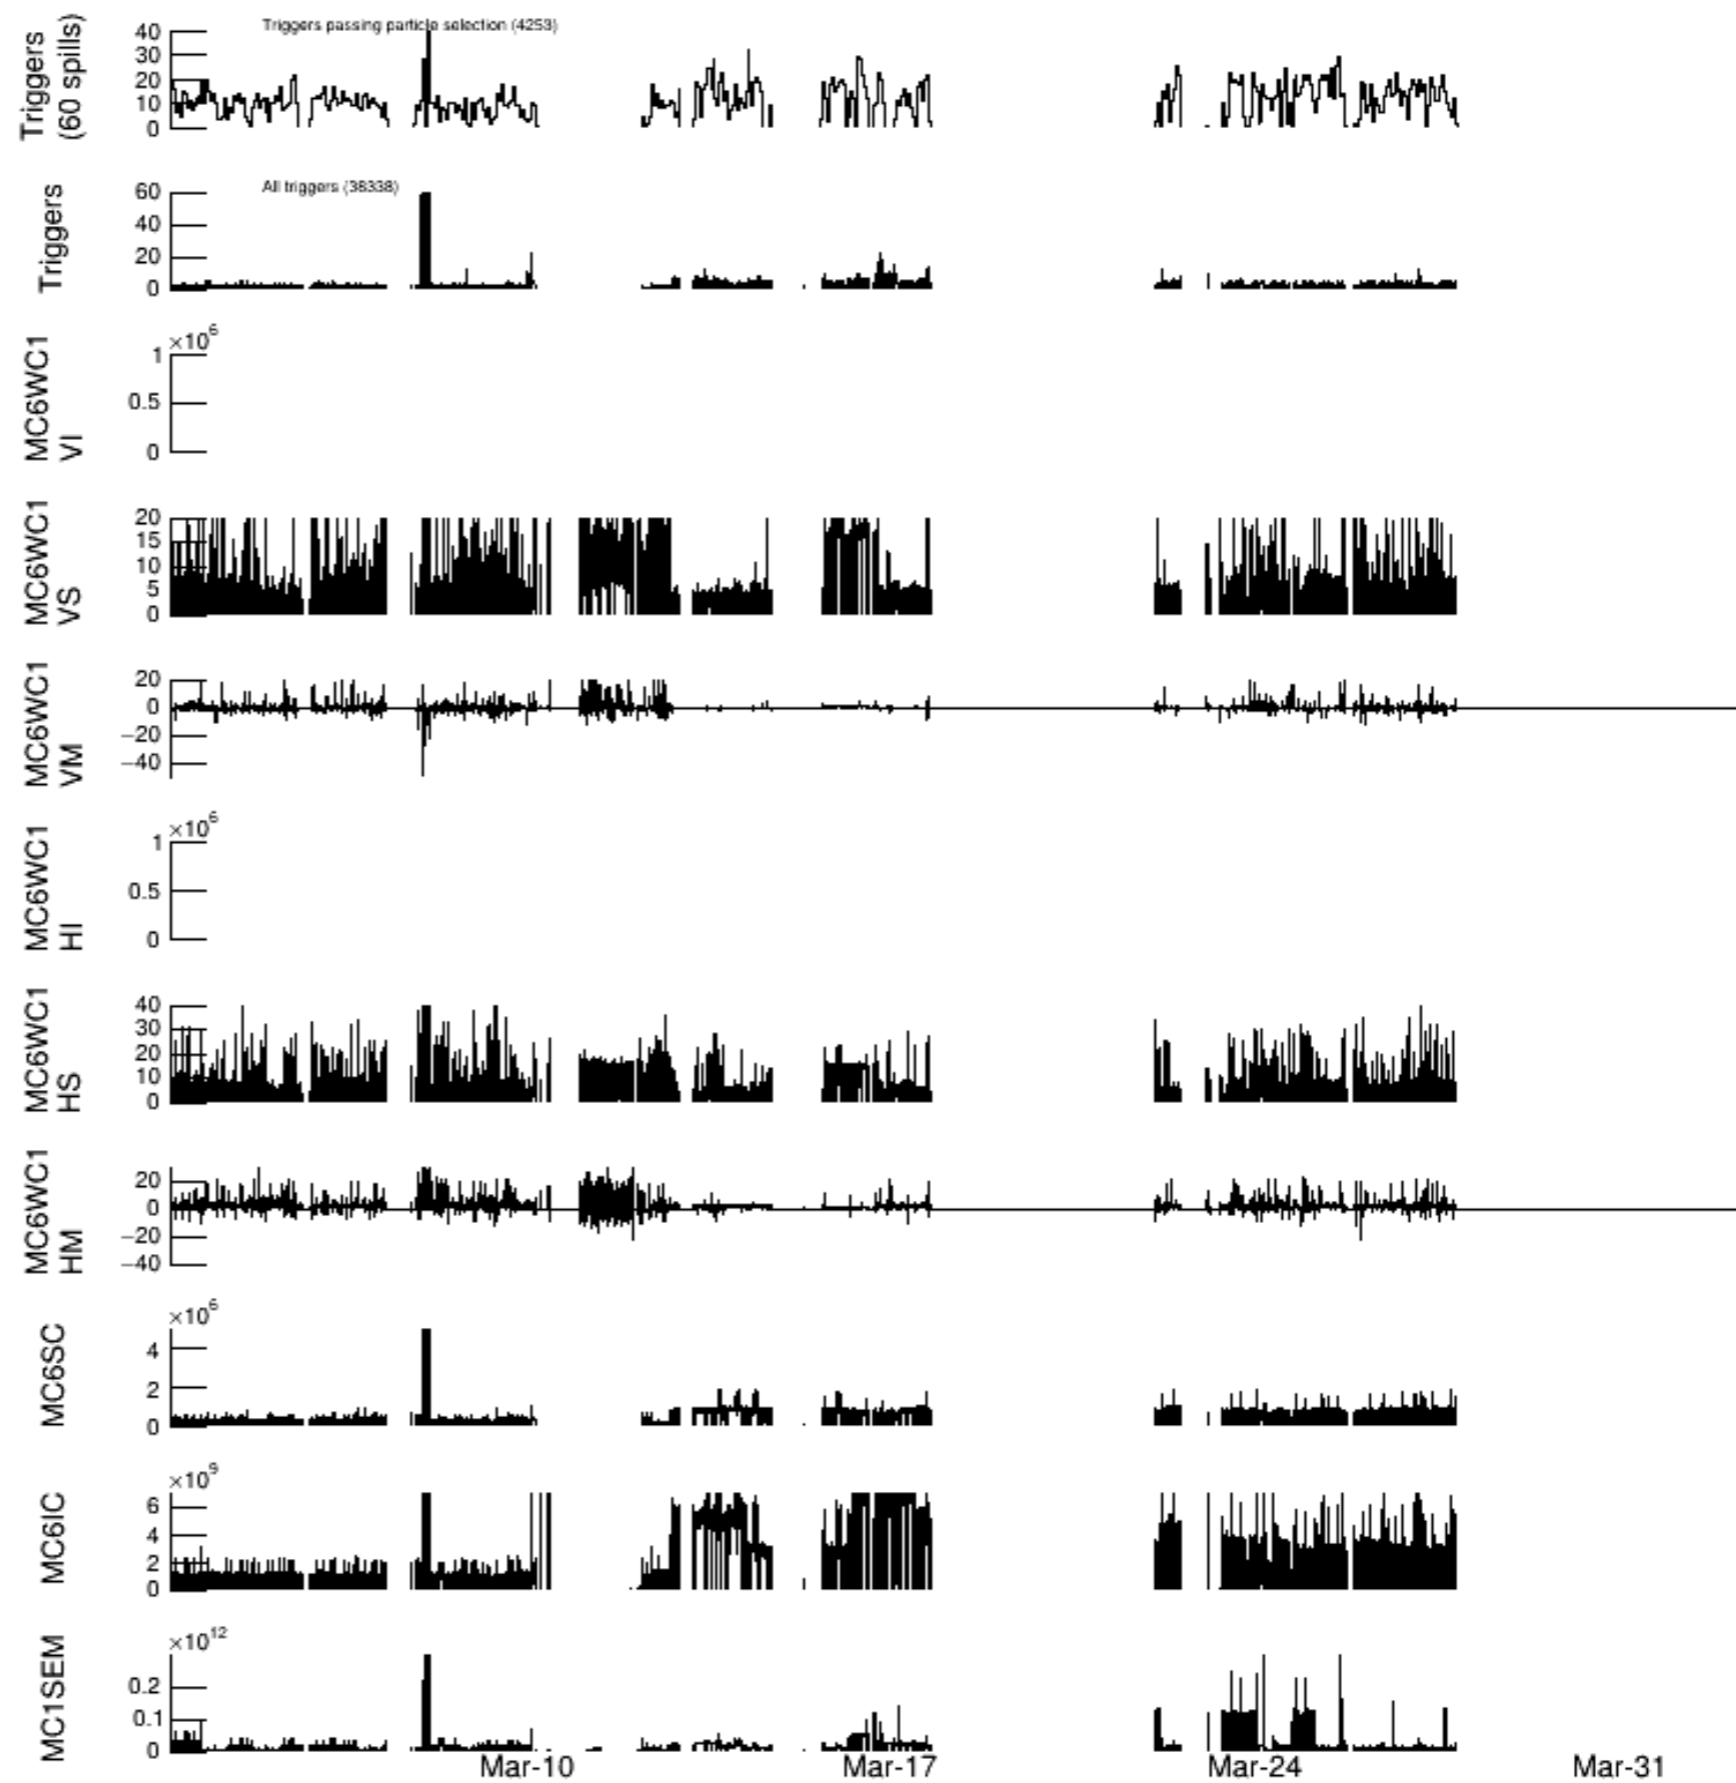 Triggers
(60 spills)
40
30
20
10
0
Triggers passing particle selection (4253)
Triggers
60
40
20
0
All triggers (38338)
MC6WC1
VI
×10⁶
1
0.5
0
MC6WC1
VS
20
15
10
5
0
MC6WC1
VM
20
0
−20
−40
MC6WC1
HI
×10⁶
1
0.5
0
MC6WC1
HS
40
30
20
10
0
MC6WC1
HM
20
0
−20
−40
MC6SC
×10⁶
4
2
0
MC6IC
×10⁹
6
4
2
0
MC1SEM
×10¹²
0.2
0.1
0
Mar-10 Mar-17 Mar-24 Mar-31